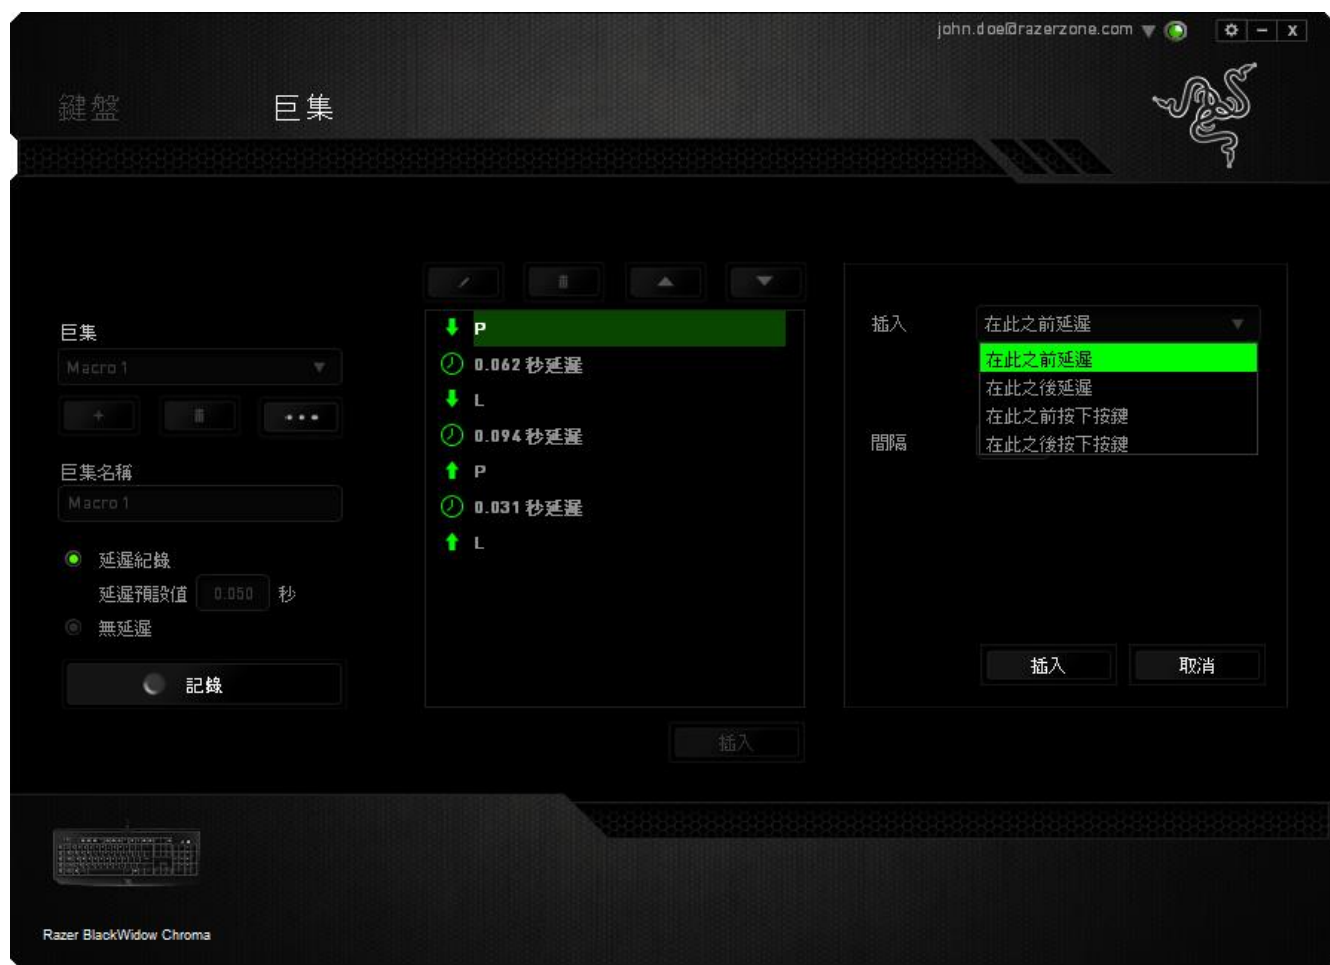 john.doe@razerzone.com
鍵盤
巨集
巨集
Macro 1
巨集名稱
Macro 1
延遲紀錄
延遲預設值 0.050 秒
無延遲
記錄
P
0.062 秒延遲
L
0.094 秒延遲
P
0.031 秒延遲
L
插入
插入 在此之前延遲
在此之前延遲
在此之後延遲
在此之前按下按鍵
在此之後按下按鍵
間隔
插入 取消
Razer BlackWidow Chroma